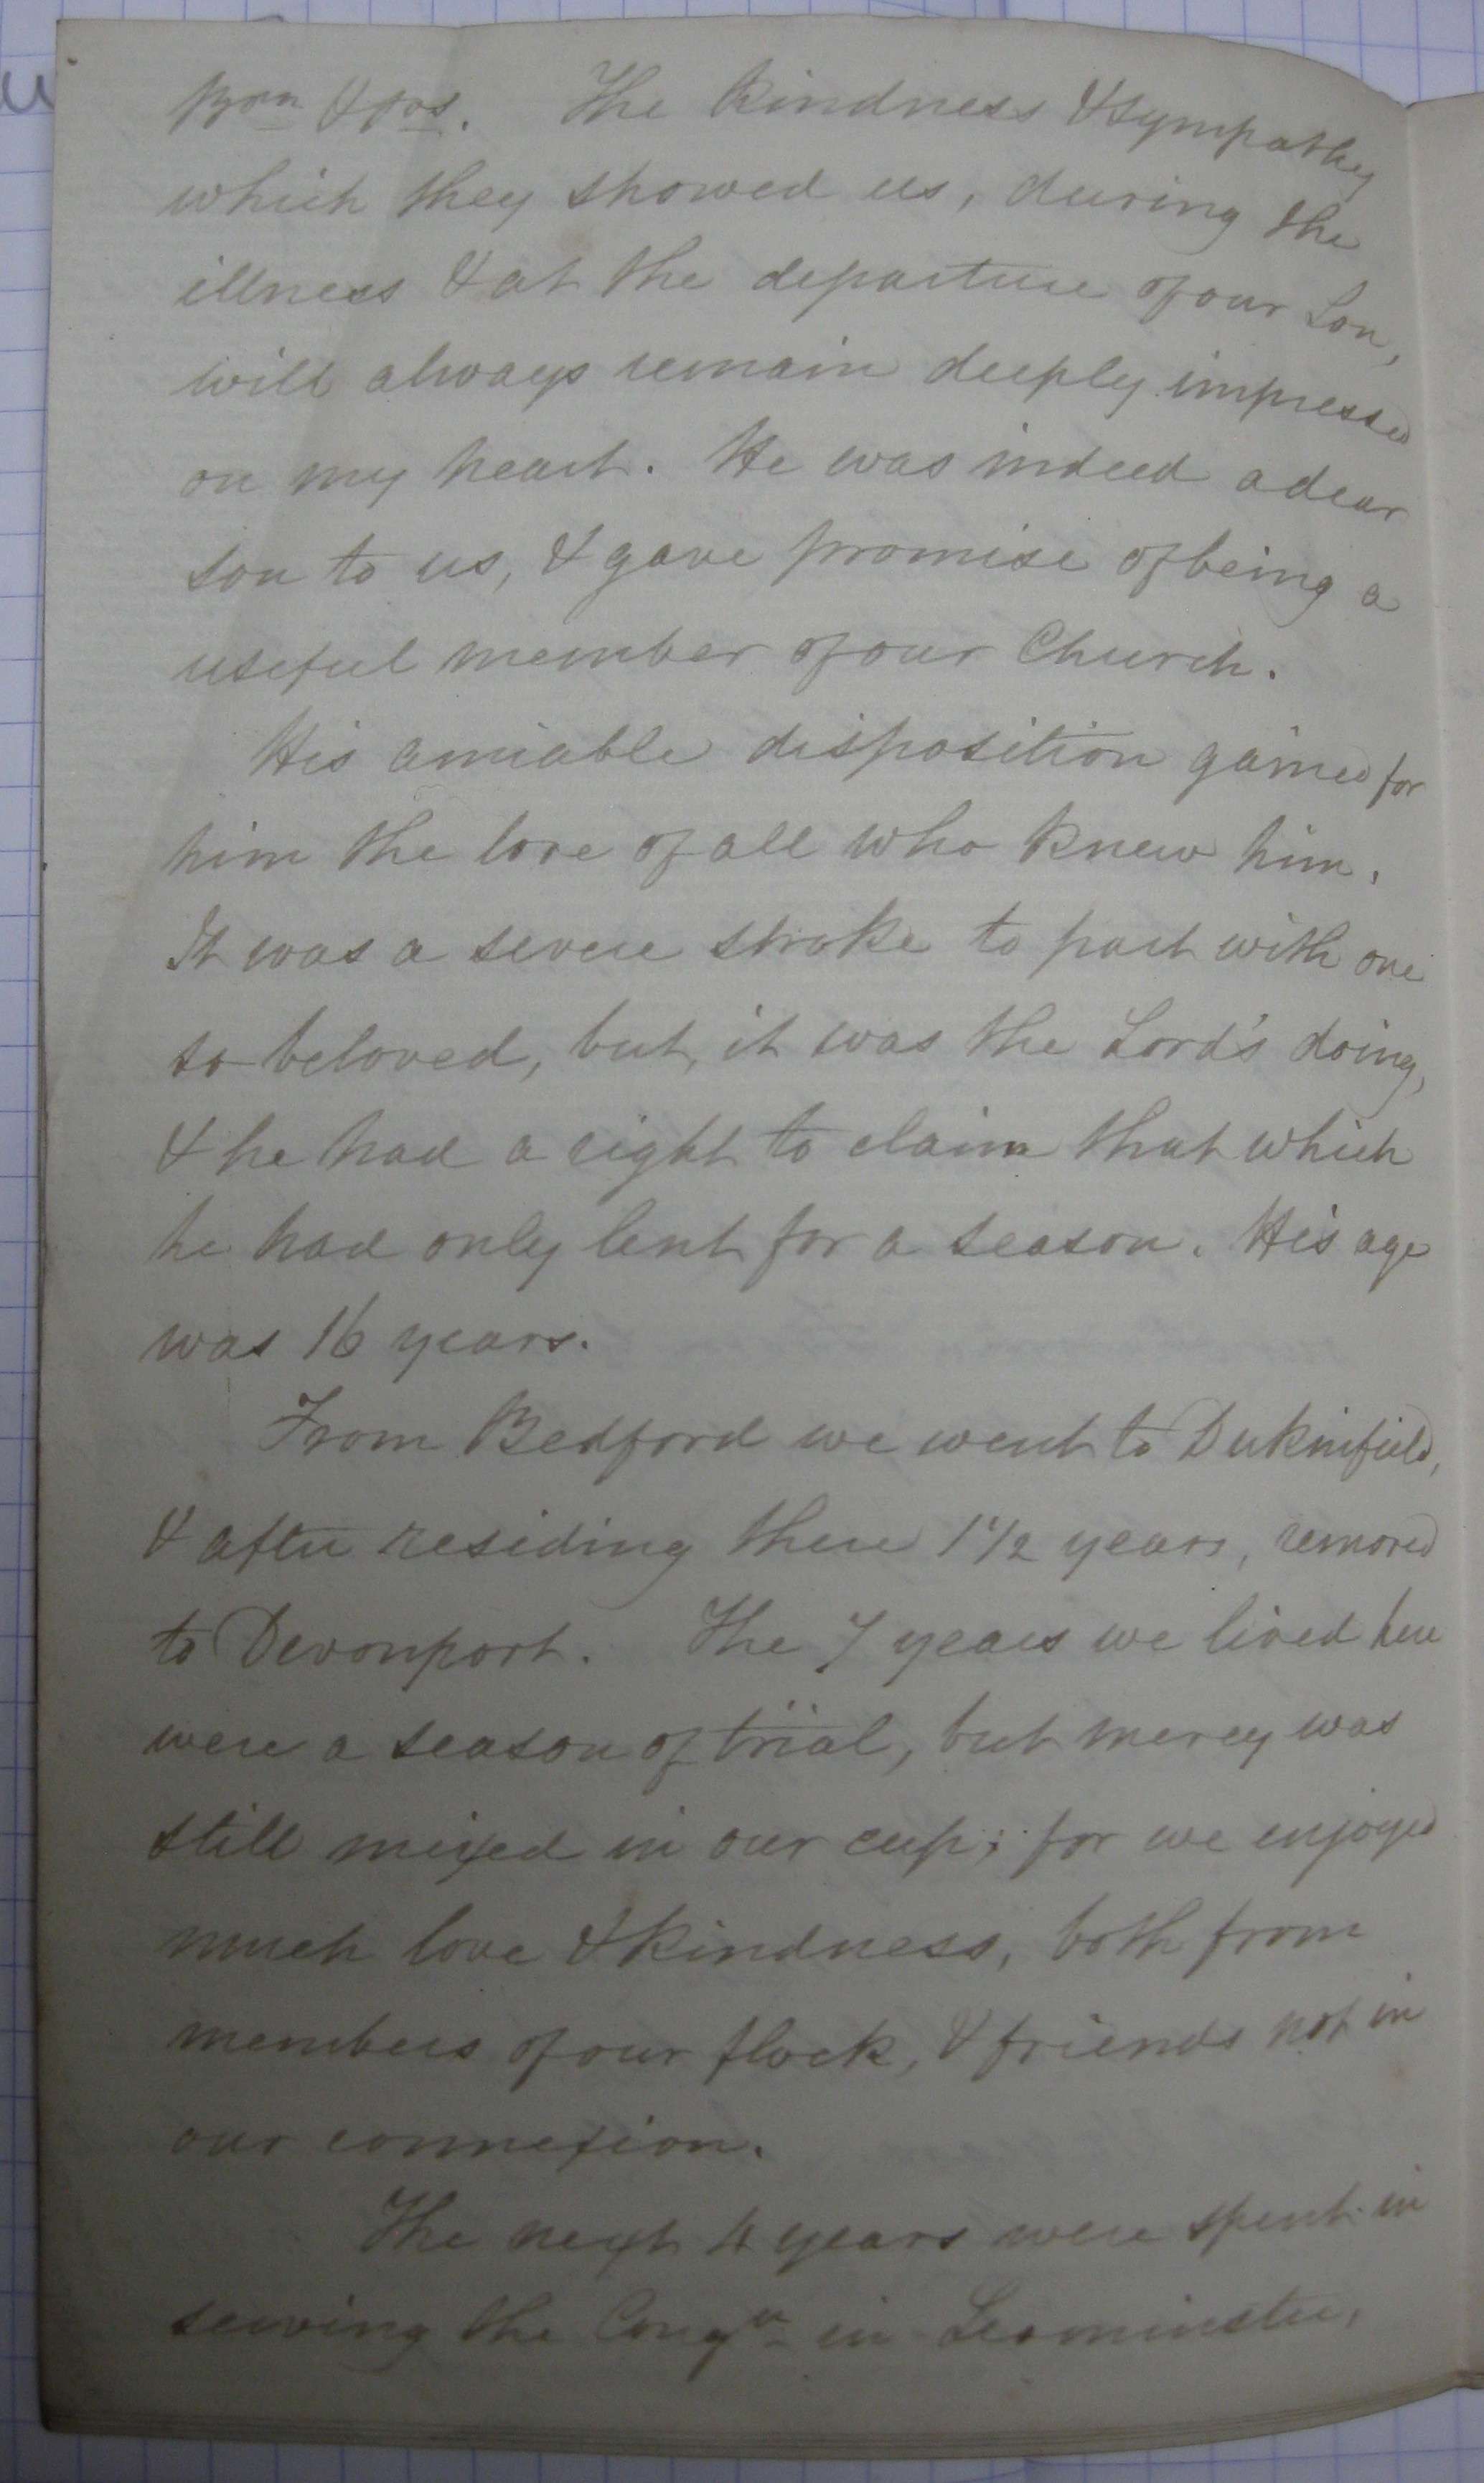 Brn & srs. The kindness & sympathy
which they showed us, during the
illness & at the departure of our Son,
will always remain deeply impressed
on my heart. He was indeed a dear
son to us, & gave promise of being a
useful member of our Church.
His amiable disposition gained for
him the love of all who knew him.
It was a severe stroke to part with one
so beloved, but, it was the Lord's doing,
& he had a right to claim that which
he had only lent for a season. His age
was 16 years.
From Bedford we went to Dukinfield,
& after residing there 1 1/2 years, removed
to Devonport. The 7 years we lived here
were a season of trial, but mercy was
still mixed in our cup; for we enjoyed
much love & kindness, both from
members of our flock, & friends not in
our connexion.
The next 4 years were spent in
serving the Congn in Leominster,